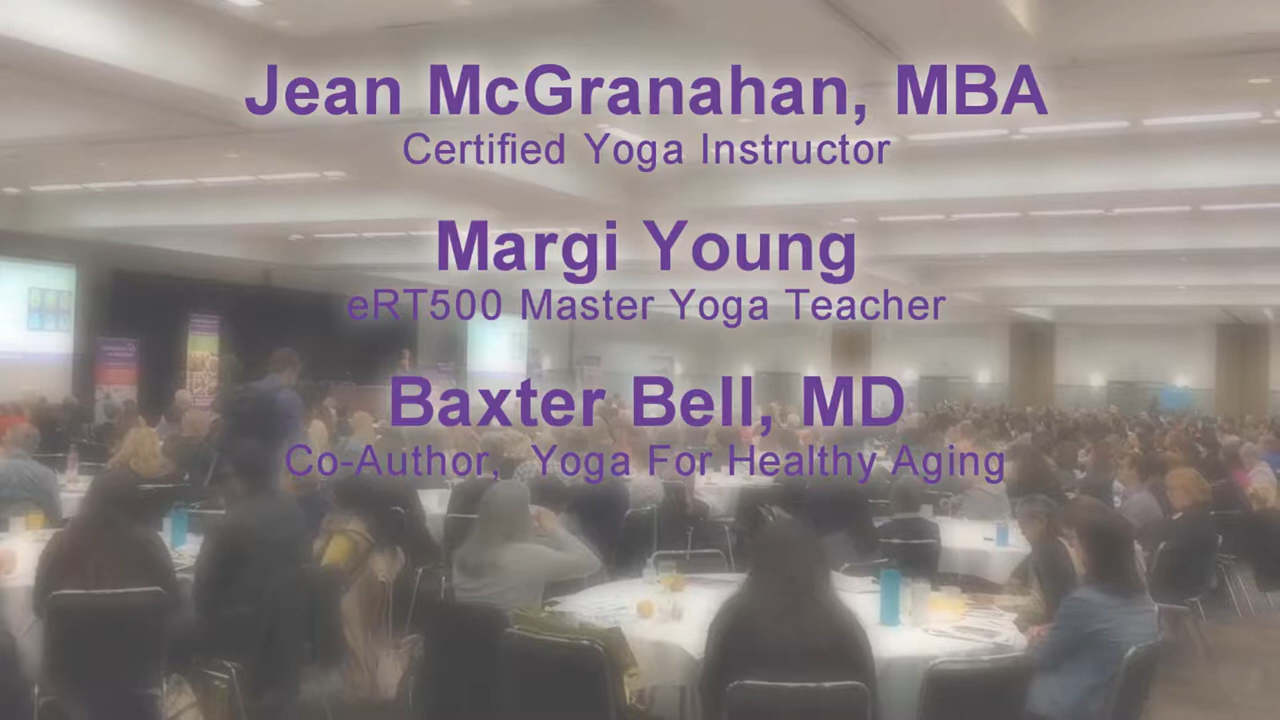 Jean McGranahan, MBA
Certified Yoga Instructor
Margi Young
eRT500 Master Yoga Teacher
Baxter Bell, MD
Co-Author,  Yoga For Healthy Aging